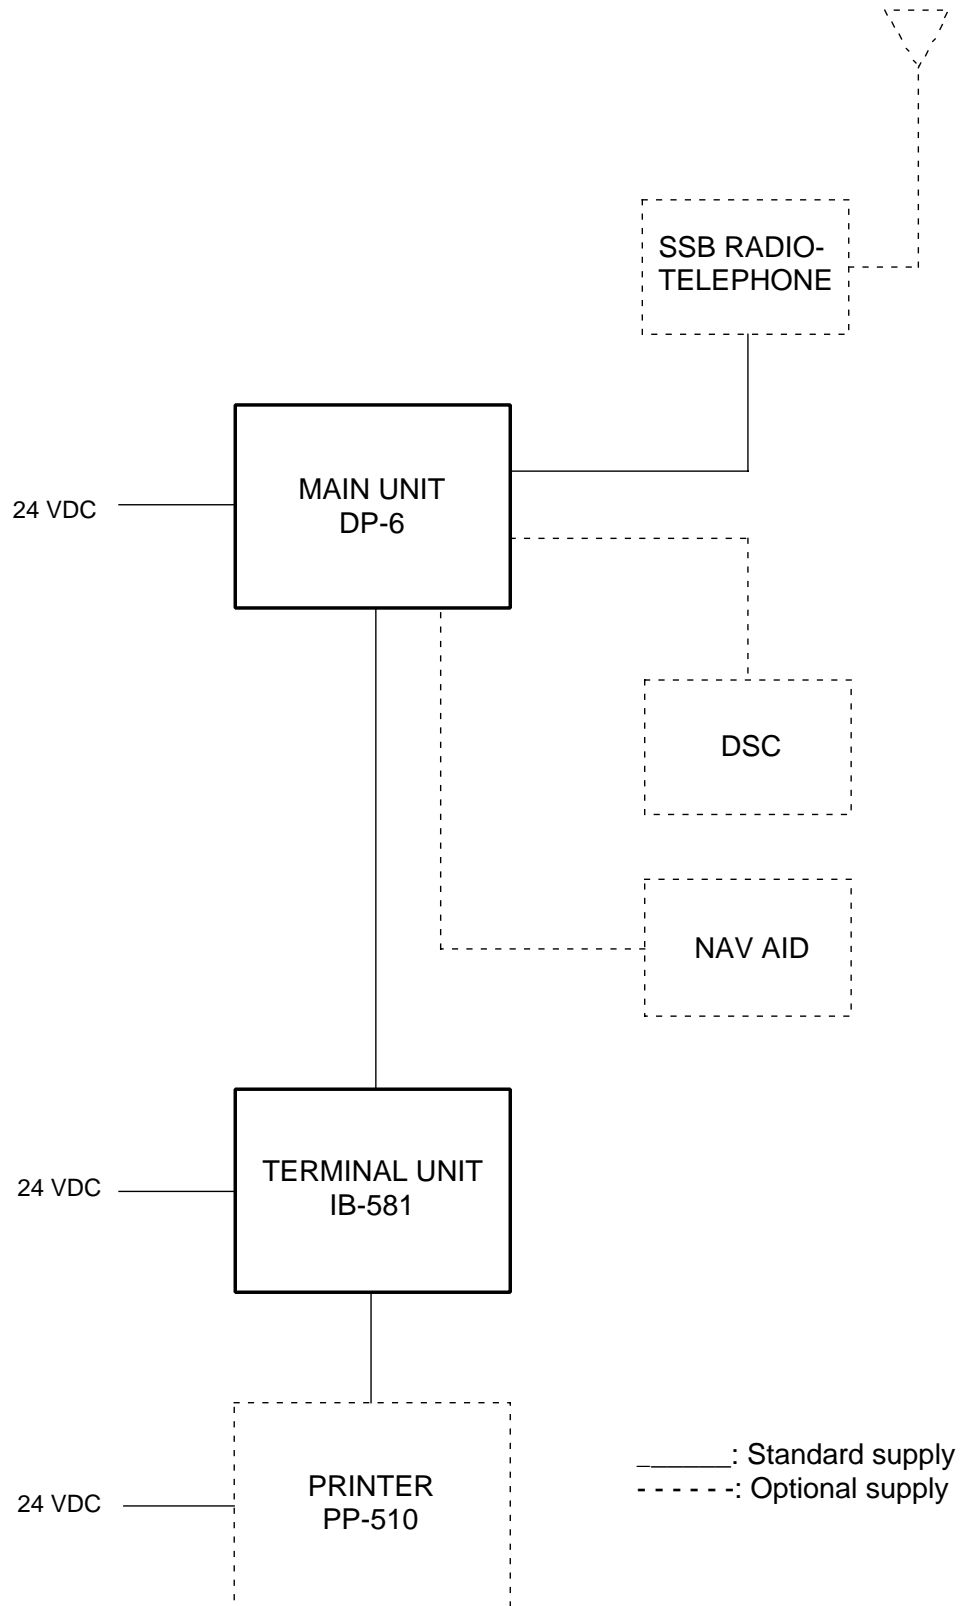 SSB RADIO-
TELEPHONE
MAIN UNIT
DP-6
24 VDC
DSC
NAV AID
TERMINAL UNIT
IB-581
24 VDC
PRINTER
PP-510
24 VDC
_______: Standard supply
- - - - - -: Optional supply